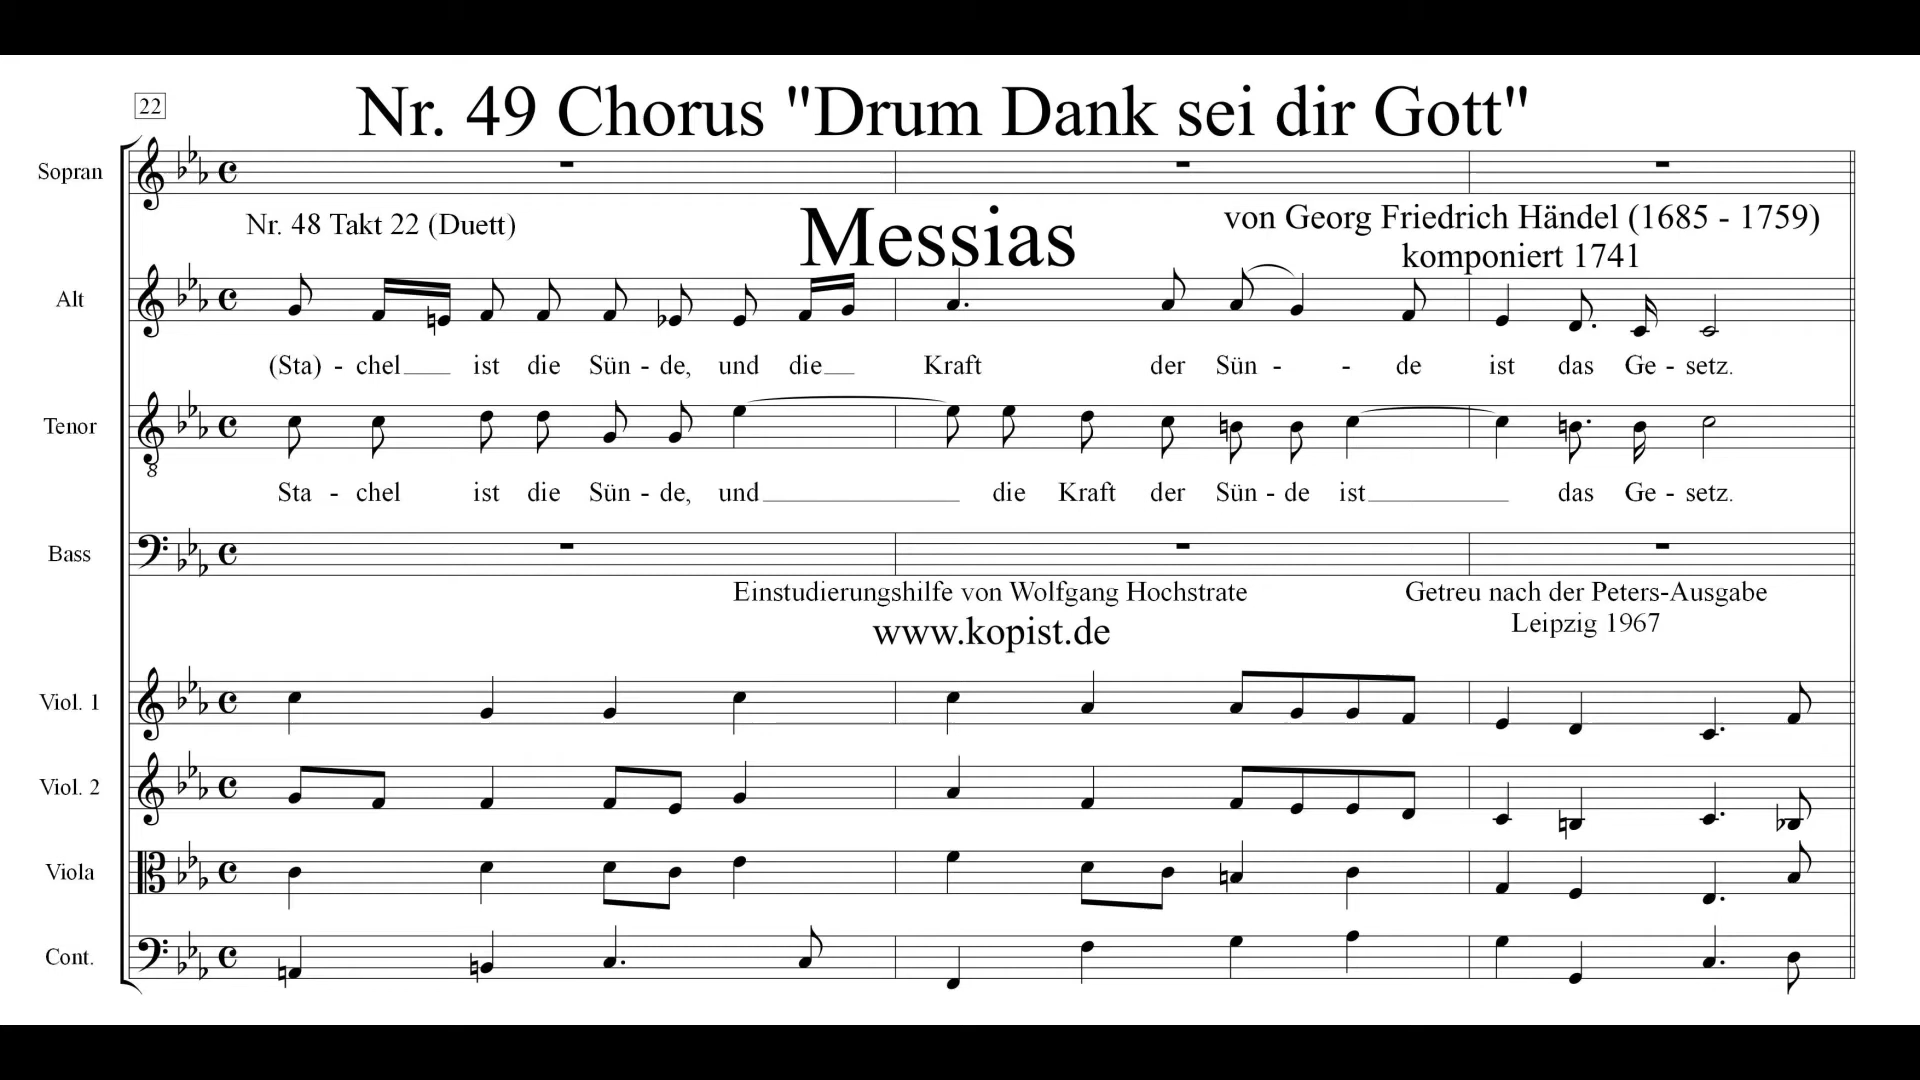 Nr. 49 Chorus "Drum Dank sei dir Gott"
22
Sopran
Nr. 48 Takt 22 (Duett)
Messias
von Georg Friedrich Händel (1685 - 1759)
komponiert 1741
Alt
(Sta) - chel ist die Sün - de, und die Kraft der Sün - - de ist das Ge - setz.
Tenor
8
Sta - chel ist die Sün - de, und die Kraft der Sün - de ist das Ge - setz.
Bass
Einstudierungshilfe von Wolfgang Hochstrate
Getreu nach der Peters-Ausgabe
www.kopist.de
Leipzig 1967
Viol. 1
Viol. 2
Viola
Cont.